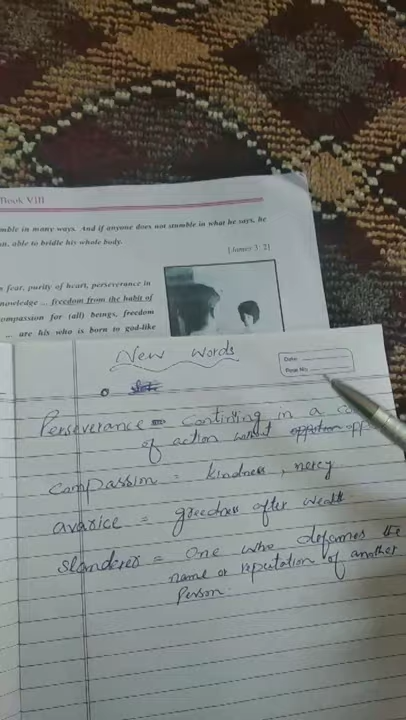 Book VIII
mble in many ways. And if anyone does not stumble in what he says, he
n, able to bridle his whole body.
[James 3: 2]
s fear, purity of heart, perseverance in
nowledge ... freedom from the habit of
ompassion for (all) beings, freedom
... are his who is born to god-like
New words
Date:
Page No:
Perseverance = Continuing in a
of action without opp
Compassion = kindness, mercy
avarice = greedness after wealth
Slanderer = One who defames the
name or reputation of another
Person.